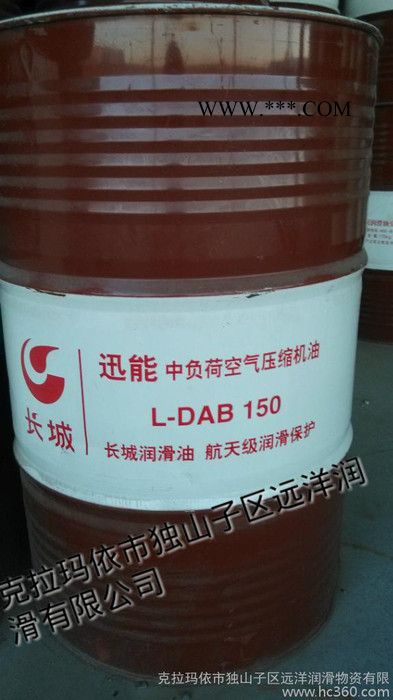 WWW.***.COM
长城
迅能 中负荷空气压缩机油
L-DAB 150
长城润滑油 航天级润滑保护
克拉玛依市独山子区远洋润
滑有限公司
克拉玛依市独山子区远洋润滑物资有限
www.hc360.com